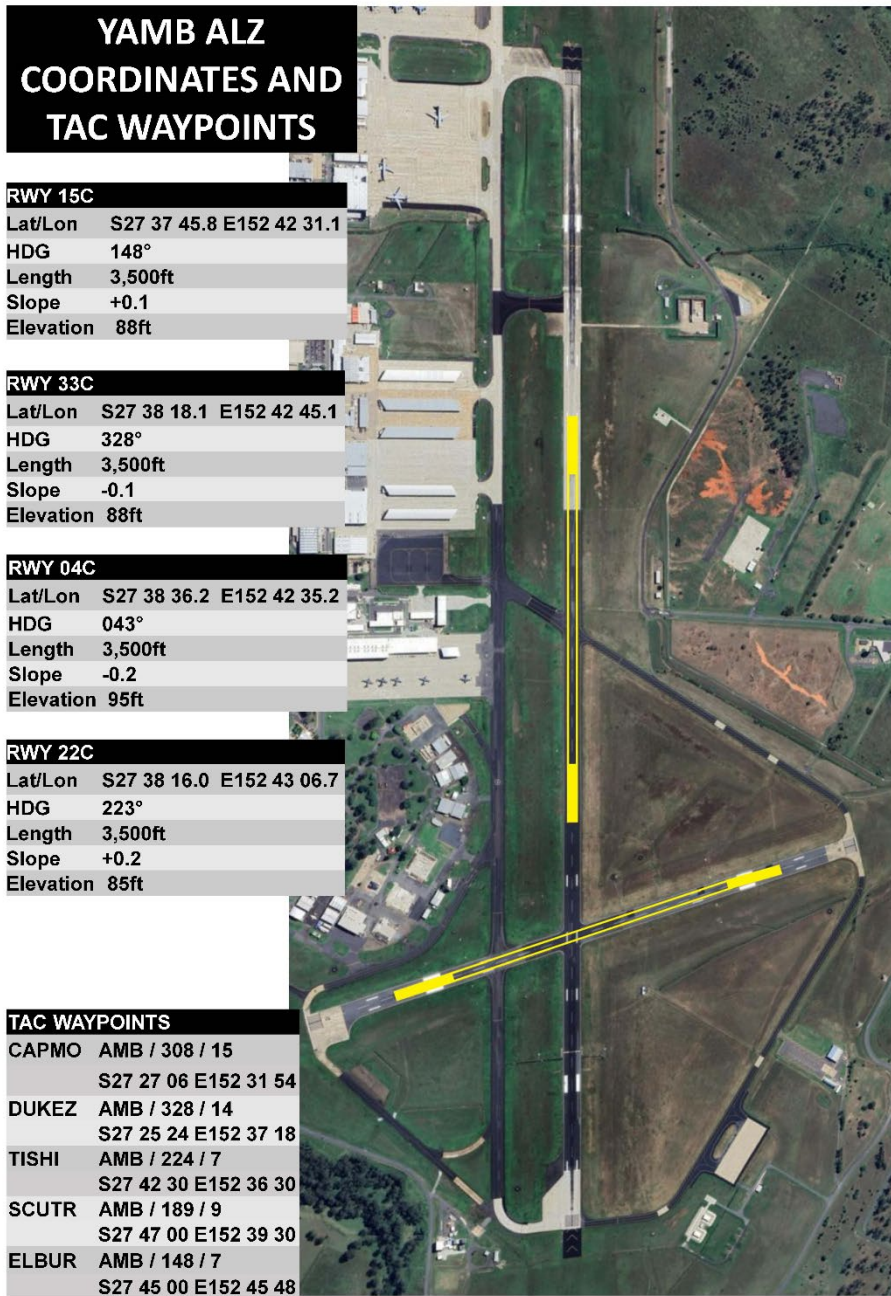 YAMB ALZ
COORDINATES AND
TAC WAYPOINTS
RWY 15C
Lat/Lon S27 37 45.8 E152 42 31.1
HDG 148°
Length 3,500ft
Slope +0.1
Elevation 88ft
RWY 33C
Lat/Lon S27 38 18.1 E152 42 45.1
HDG 328°
Length 3,500ft
Slope -0.1
Elevation 88ft
RWY 04C
Lat/Lon S27 38 36.2 E152 42 35.2
HDG 043°
Length 3,500ft
Slope -0.2
Elevation 95ft
RWY 22C
Lat/Lon S27 38 16.0 E152 43 06.7
HDG 223°
Length 3,500ft
Slope +0.2
Elevation 85ft
TAC WAYPOINTS
CAPMO AMB / 308 / 15
S27 27 06 E152 31 54
DUKEZ AMB / 328 / 14
S27 25 24 E152 37 18
TISHI AMB / 224 / 7
S27 42 30 E152 36 30
SCUTR AMB / 189 / 9
S27 47 00 E152 39 30
ELBUR AMB / 148 / 7
S27 45 00 E152 45 48